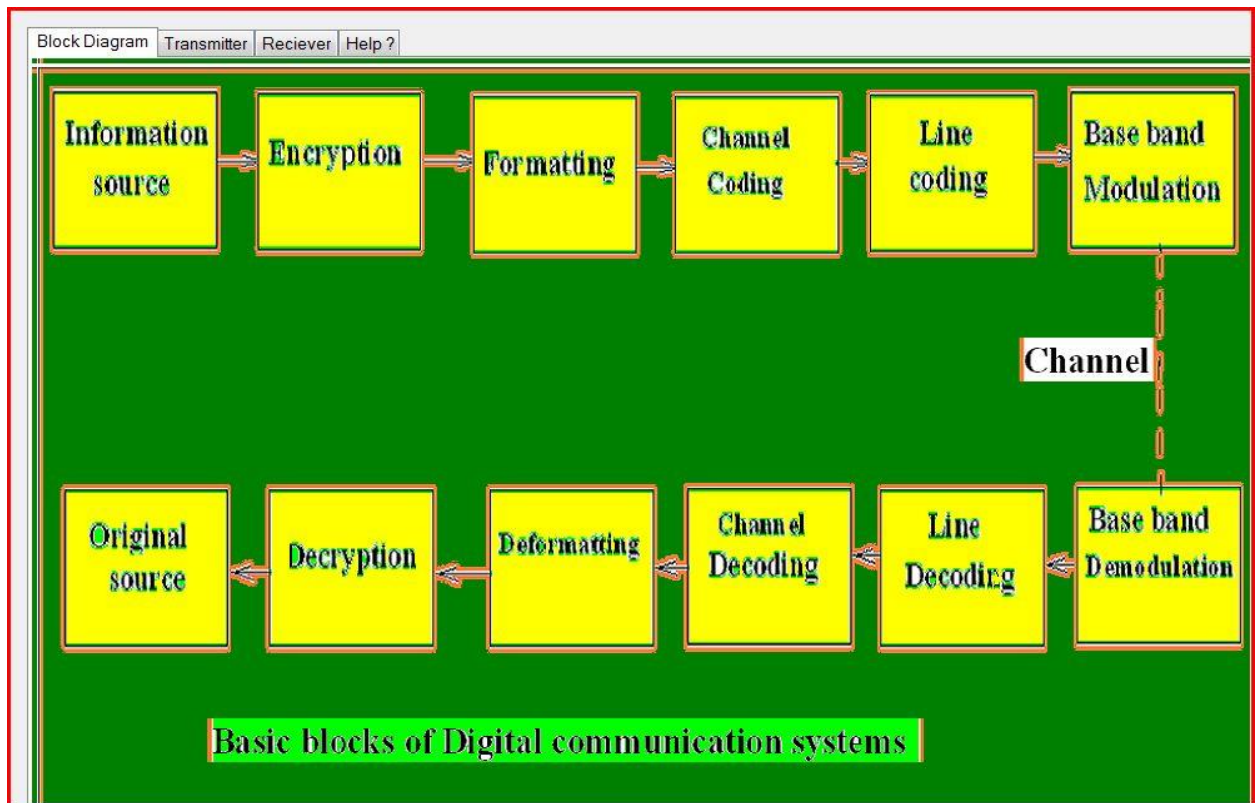 Block Diagram
Transmitter
Reciever
Help ?
Information
source
Encryption
Formatting
Channel
Coding
Line
coding
Base band
Modulation
Channel
Original
source
Decryption
Deformatting
Channel
Decoding
Line
Decoding
Base band
Demodulation
Basic blocks of Digital communication systems